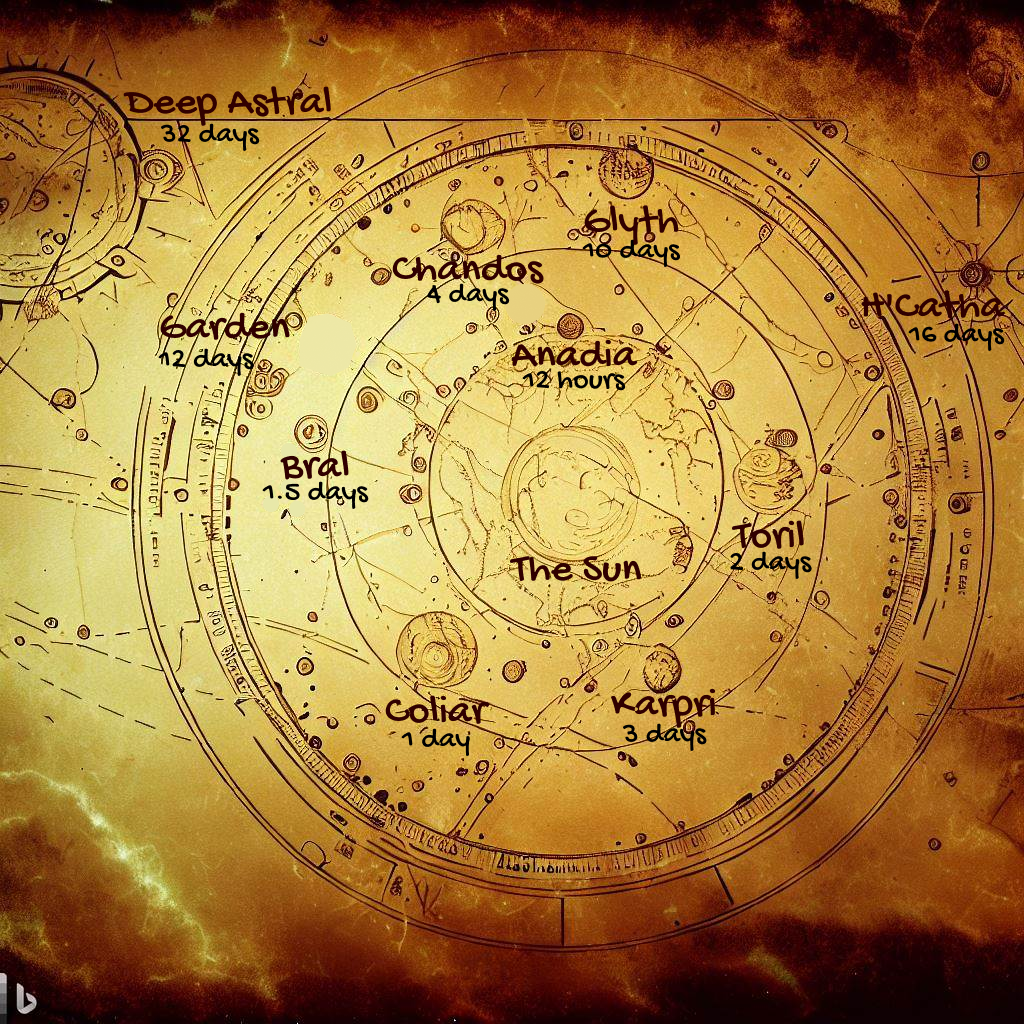 Deep Astral
32 days
Glyth
10 days
Chandos
4 days
H'Catha
16 days
Garden
12 days
Anadia
12 hours
Bral
1.5 days
Toril
2 days
The Sun
Coliar
1 day
Karpri
3 days
b